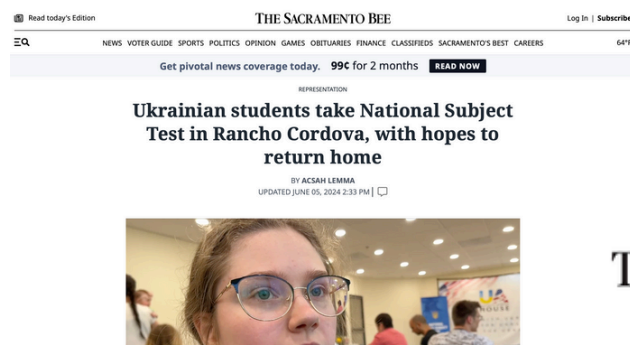 Read today's Edition
THE SACRAMENTO BEE
Log In | Subscribe
NEWS VOTER GUIDE SPORTS POLITICS OPINION GAMES OBITUARIES FINANCE CLASSIFIEDS SACRAMENTO'S BEST CAREERS
64°F
Get pivotal news coverage today. 99¢ for 2 months READ NOW
REPRESENTATION
Ukrainian students take National Subject
Test in Rancho Cordova, with hopes to
return home
BY ACSAH LEMMA
UPDATED JUNE 05, 2024 2:33 PM
T
UA
HOUSE